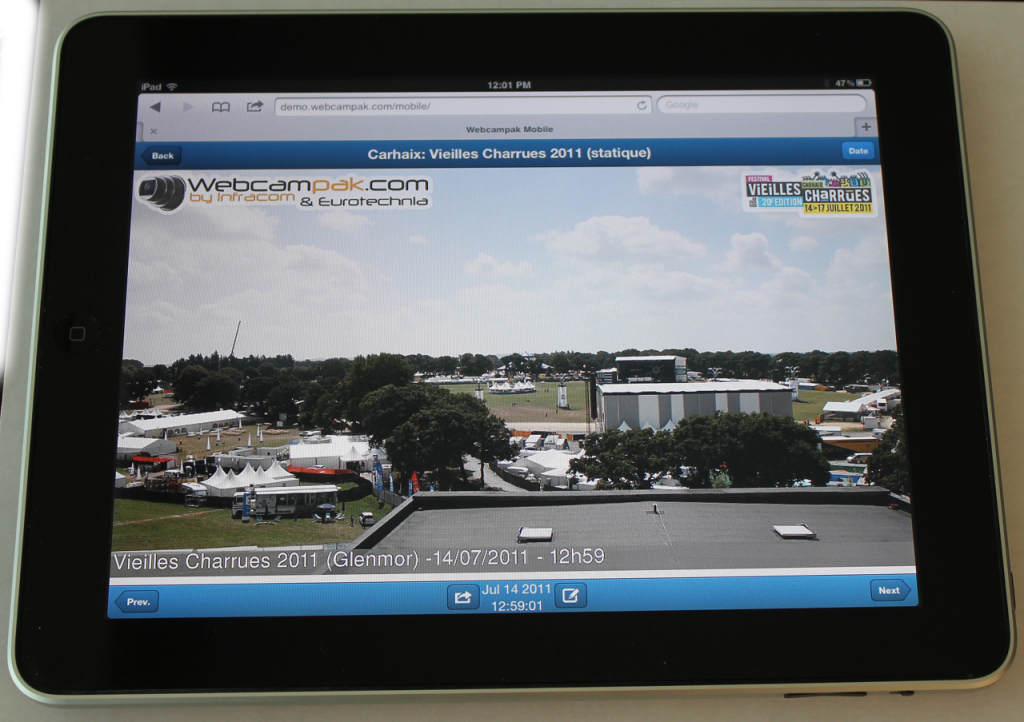 iPad 12:01 PM 47%
demo.webcampak.com/mobile/ Google
Webcampak Mobile
Back Carhaix: Vieilles Charrues 2011 (statique) Date
Webcampak.com
by infracom & Eurotechnia
FESTIVAL
VIEILLES CHARRUES
20e EDITION
14>17 JUILLET 2011
Vieilles Charrues 2011 (Glenmor) -14/07/2011 - 12h59
Prev. Jul 14 2011 Next
12:59:01